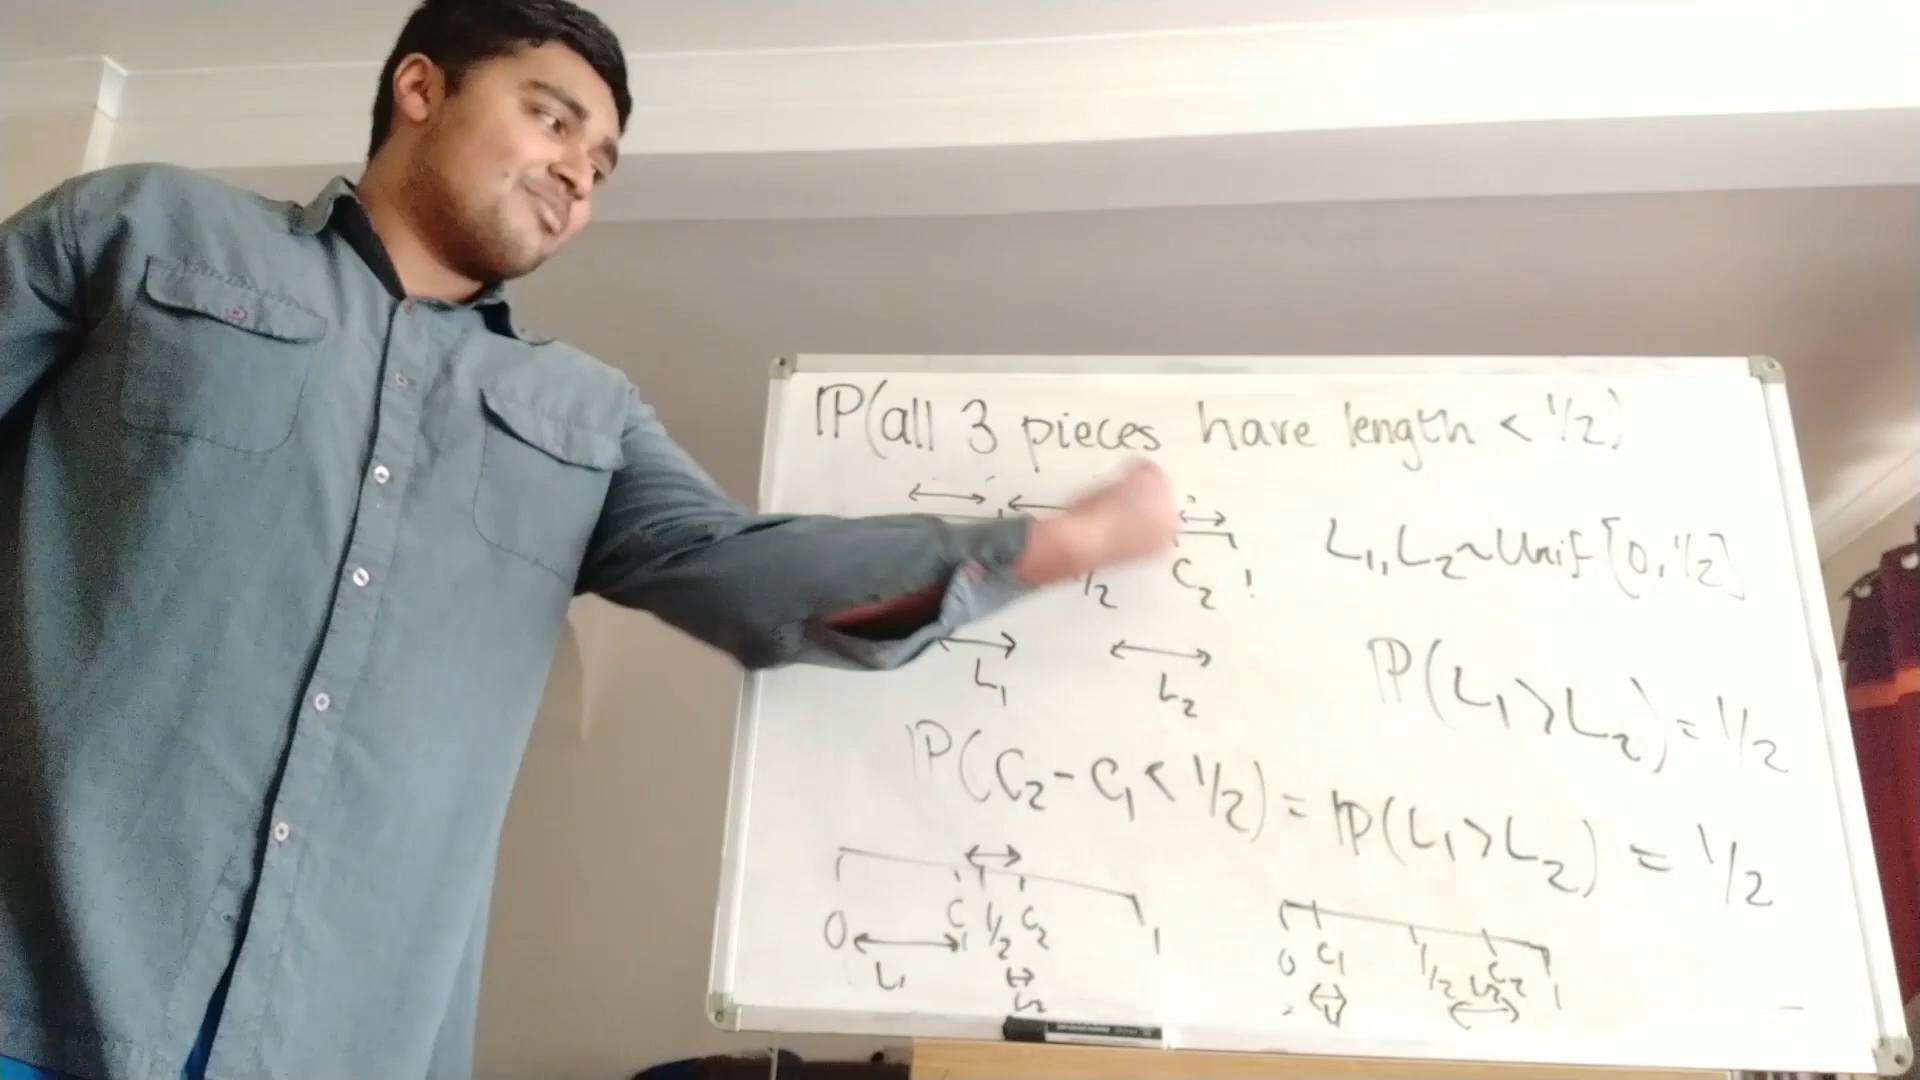 ℙ(all 3 pieces have length < 1/2)
1/2 C₂ 1
L₁,L₂~Unif[0,1/2]
L₁ L₂
ℙ(L₁>L₂)=1/2
ℙ(C₂-C₁<1/2)=ℙ(L₁>L₂) = 1/2
0 C₁ 1/2 C₂ 1
L₁ L₂
0 C₁ 1/2 C₂ 1
L₂